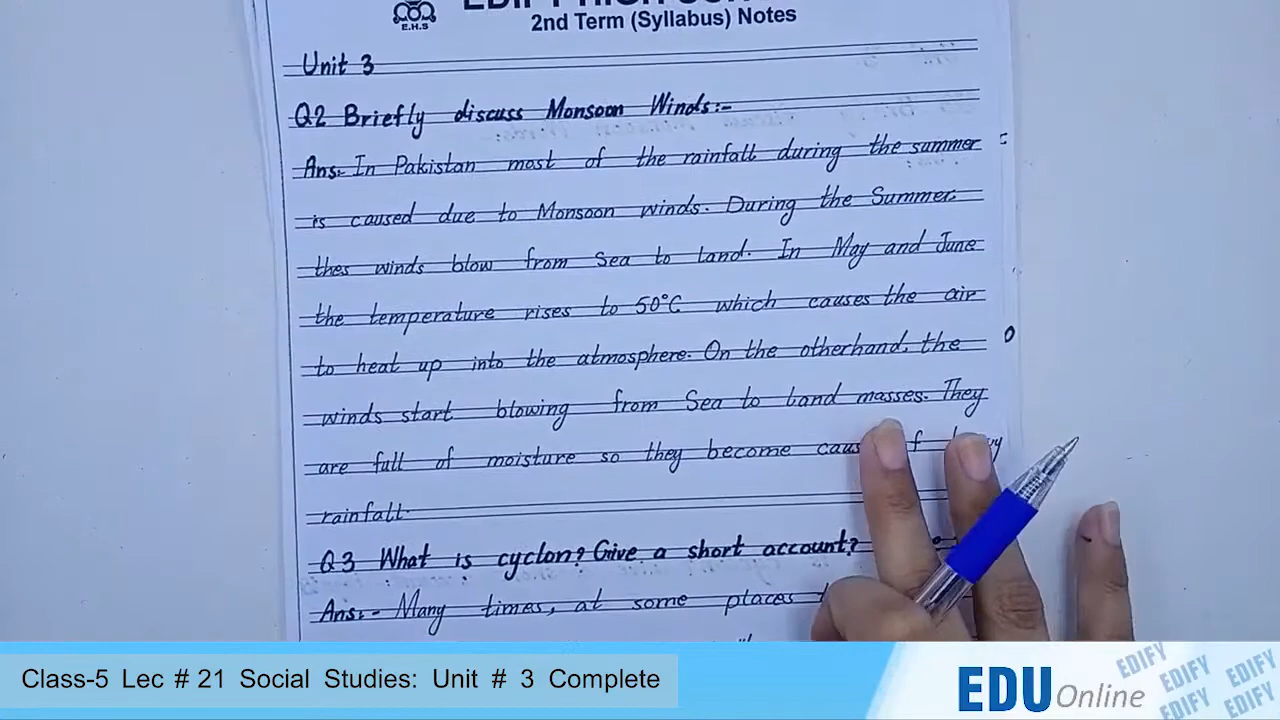 E.H.S
2nd Term (Syllabus) Notes
Unit 3
Q2 Briefly discuss Monsoon Winds:-
Ans:- In Pakistan most of the rainfall during the summer
is caused due to Monsoon winds. During the Summer.
thes winds blow from Sea to land. In May and June
the temperature rises to 50°C which causes the air
to heat up into the atmosphere. On the otherhand, the
winds start blowing from Sea to Land masses. They
are full of moisture so they become
rainfall.
Q3 What is cyclon? Give a short account?
Ans:- Many times, at some places
Class-5 Lec # 21 Social Studies: Unit # 3 Complete
EDU Online
EDIFY EDIFY EDIFY
EDIFY EDIFY EDIFY